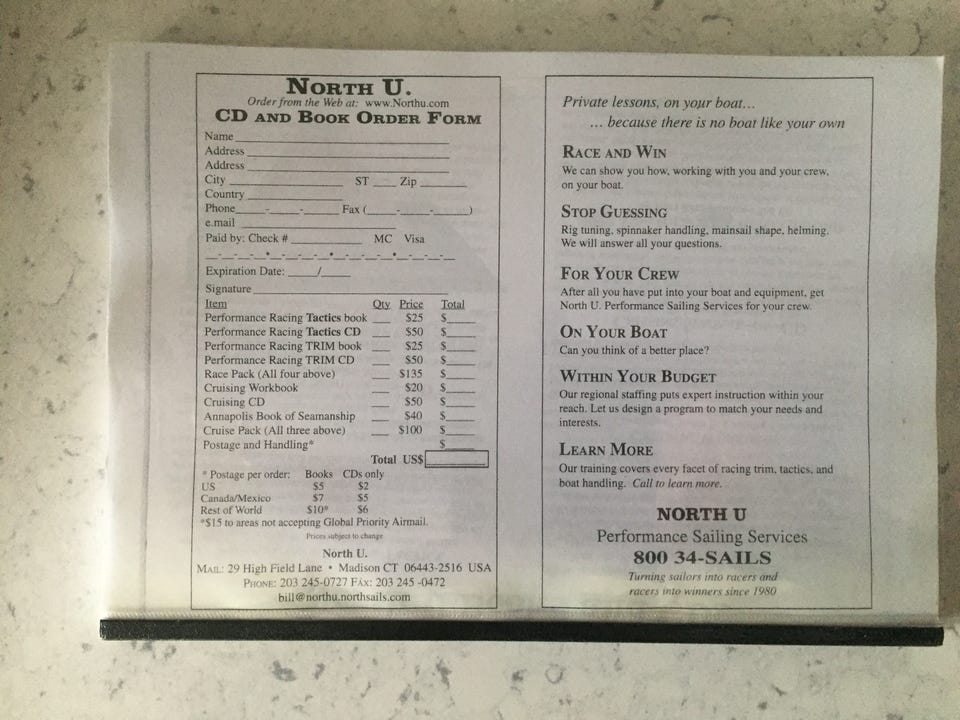 NORTH U.
Order from the Web at: www.Northu.com
CD AND BOOK ORDER FORM
Name
Address
Address
City ST Zip
Country
Phone - - Fax ( - - )
e.mail
Paid by: Check # MC Visa
Expiration Date: /
Signature
Item Qty Price Total
Performance Racing Tactics book $25 $
Performance Racing Tactics CD $50 $
Performance Racing TRIM book $25 $
Performance Racing TRIM CD $50 $
Race Pack (All four above) $135 $
Cruising Workbook $20 $
Cruising CD $50 $
Annapolis Book of Seamanship $40 $
Cruise Pack (All three above) $100 $
Postage and Handling* $
Total US$
* Postage per order: Books CDs only
US $5 $2
Canada/Mexico $7 $5
Rest of World $10* $6
*$15 to areas not accepting Global Priority Airmail.
Prices subject to change
North U.
MAIL: 29 High Field Lane • Madison CT 06443-2516 USA
PHONE: 203 245-0727 FAX: 203 245 -0472
bill@northu.northsails.com
Private lessons, on your boat...
... because there is no boat like your own
RACE AND WIN
We can show you how, working with you and your crew,
on your boat.
STOP GUESSING
Rig tuning, spinnaker handling, mainsail shape, helming.
We will answer all your questions.
FOR YOUR CREW
After all you have put into your boat and equipment, get
North U. Performance Sailing Services for your crew.
ON YOUR BOAT
Can you think of a better place?
WITHIN YOUR BUDGET
Our regional staffing puts expert instruction within your
reach. Let us design a program to match your needs and
interests.
LEARN MORE
Our training covers every facet of racing trim, tactics, and
boat handling. Call to learn more.
NORTH U
Performance Sailing Services
800 34-SAILS
Turning sailors into racers and
racers into winners since 1980